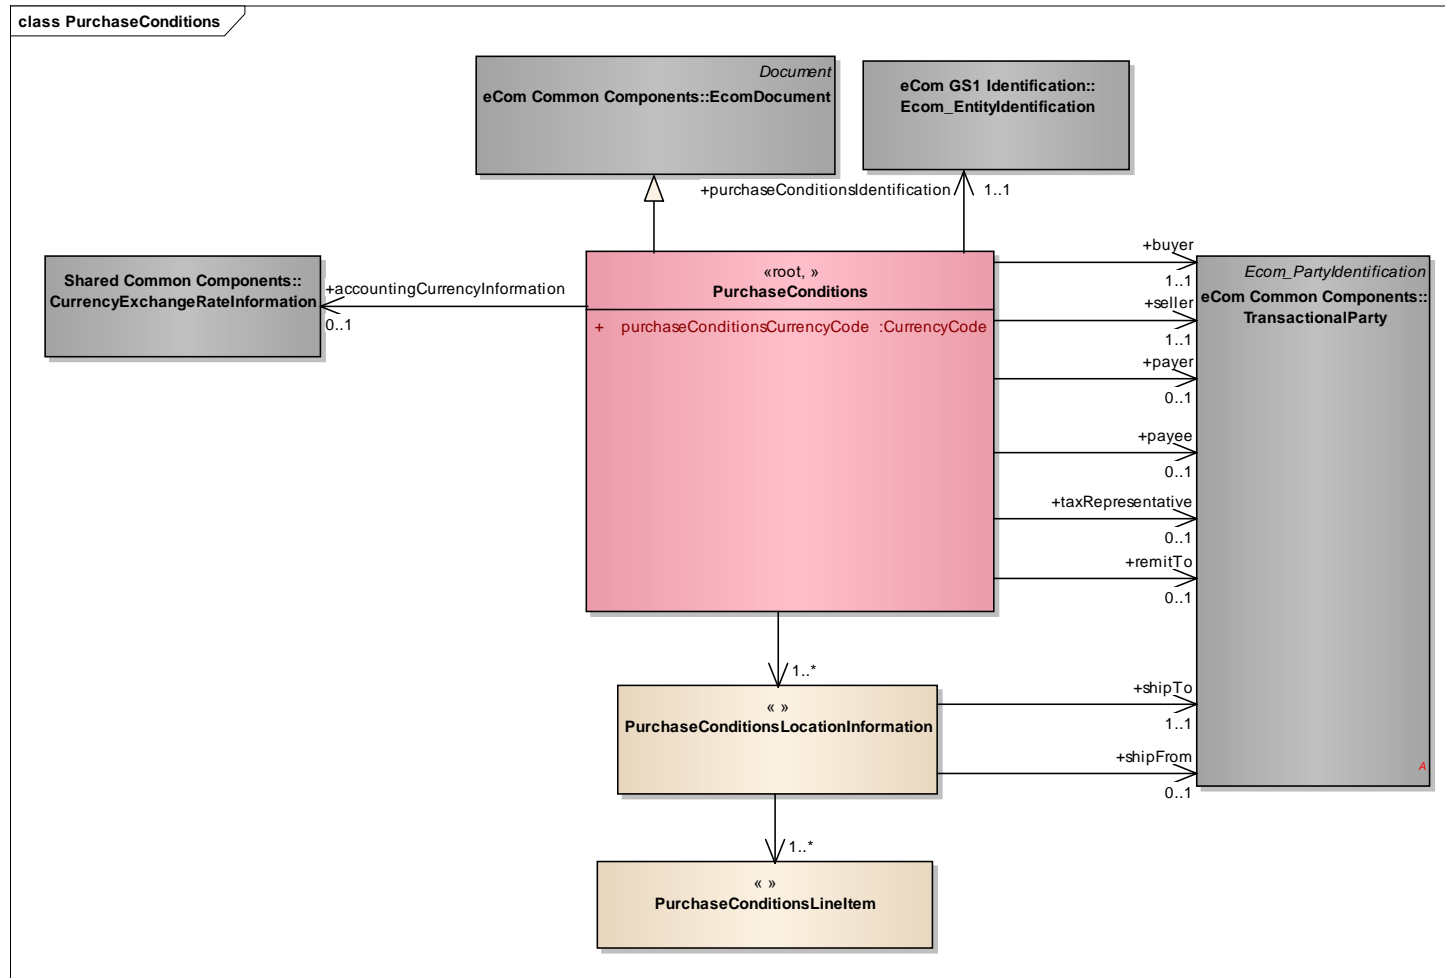 class PurchaseConditions
Document
eCom Common Components::EcomDocument
eCom GS1 Identification::
Ecom_EntityIdentification
+purchaseConditionsIdentification
1..1
Shared Common Components::
CurrencyExchangeRateInformation
+accountingCurrencyInformation
0..1
«root, »
PurchaseConditions
+ purchaseConditionsCurrencyCode :CurrencyCode
+buyer
1..1
+seller
1..1
+payer
0..1
+payee
0..1
+taxRepresentative
0..1
+remitTo
0..1
Ecom_PartyIdentification
eCom Common Components::
TransactionalParty
1..*
« »
PurchaseConditionsLocationInformation
+shipTo
1..1
+shipFrom
0..1
A
1..*
« »
PurchaseConditionsLineItem